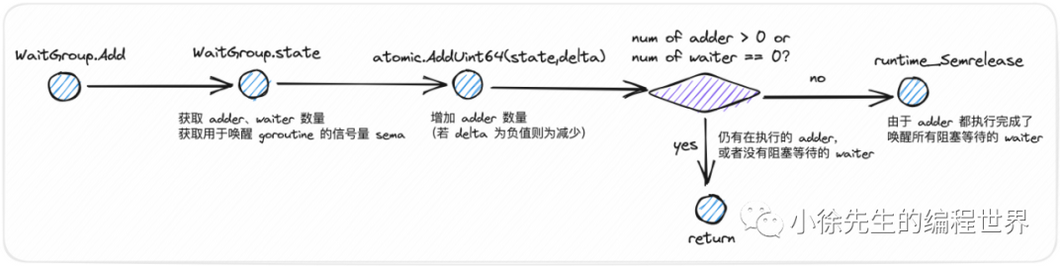 WaitGroup.Add
WaitGroup.state
获取 adder、waiter 数量
获取用于唤醒 goroutine 的信号量 sema
atomic.AddUint64(state,delta)
增加 adder 数量
(若 delta 为负值则为减少)
num of adder > 0 or
num of waiter == 0?
no
runtime_Semrelease
由于 adder 都执行完成了
唤醒所有阻塞等待的 waiter
yes
仍有在执行的 adder,
或者没有阻塞等待的 waiter
return
小徐先生的编程世界